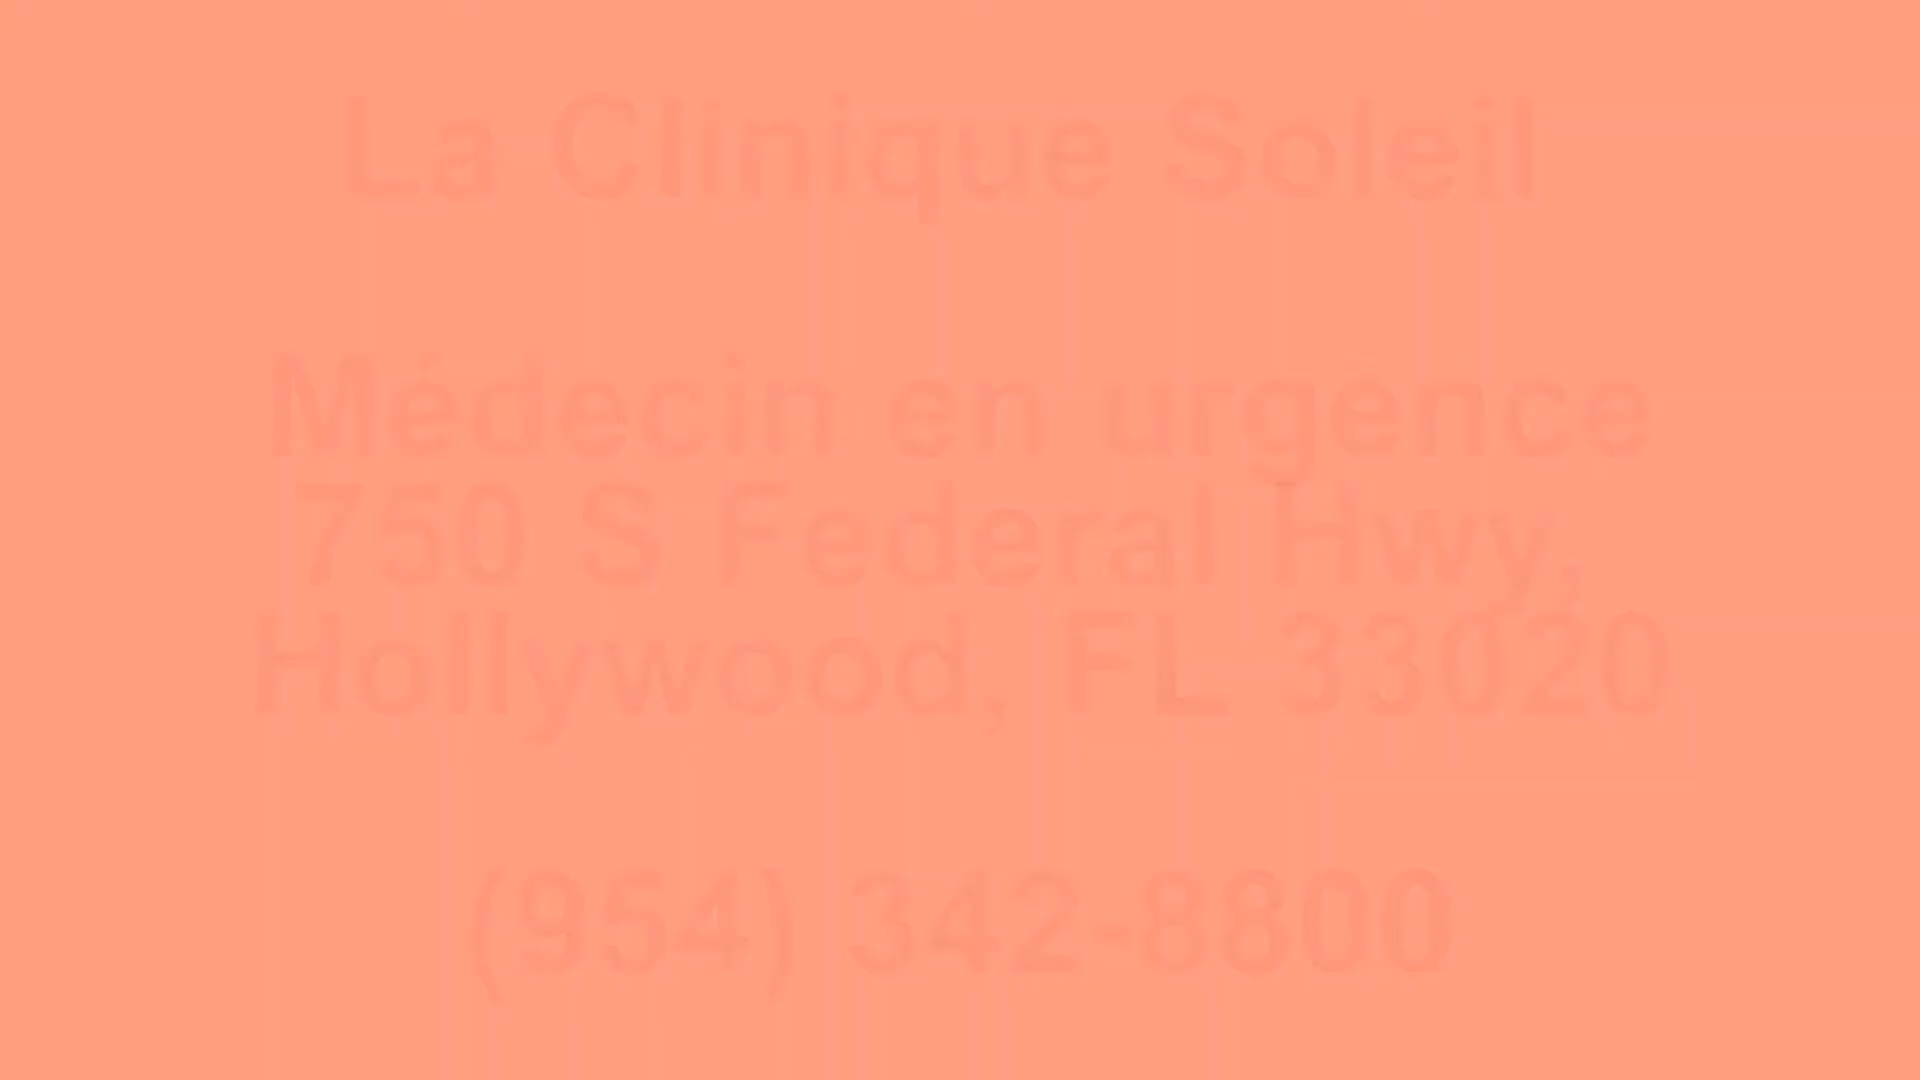 La Clinique Soleil
Médecin en urgence
750 S Federal Hwy,
Hollywood, FL 33020
(954) 342-8800